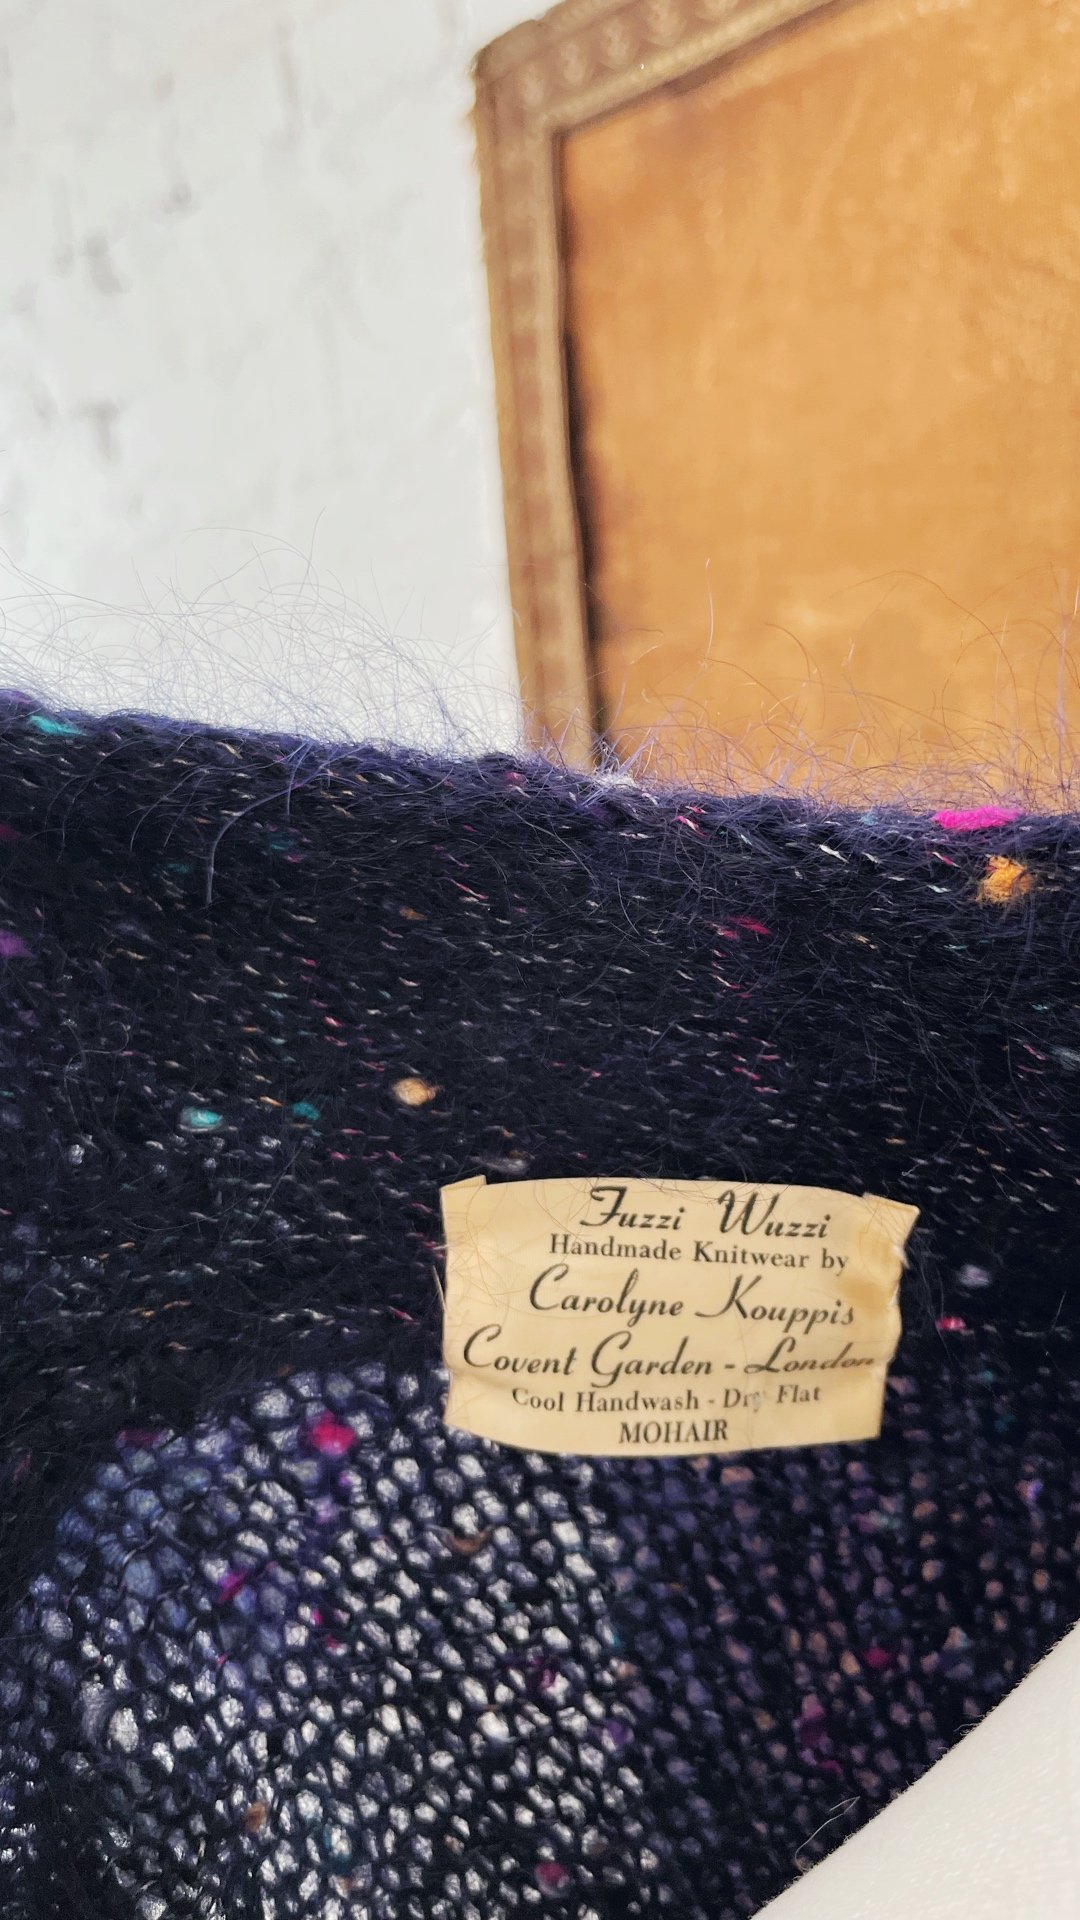 Fuzzi Wuzzi
Handmade Knitwear by
Carolyne Kouppis
Covent Garden - London
Cool Handwash - Dry Flat
MOHAIR